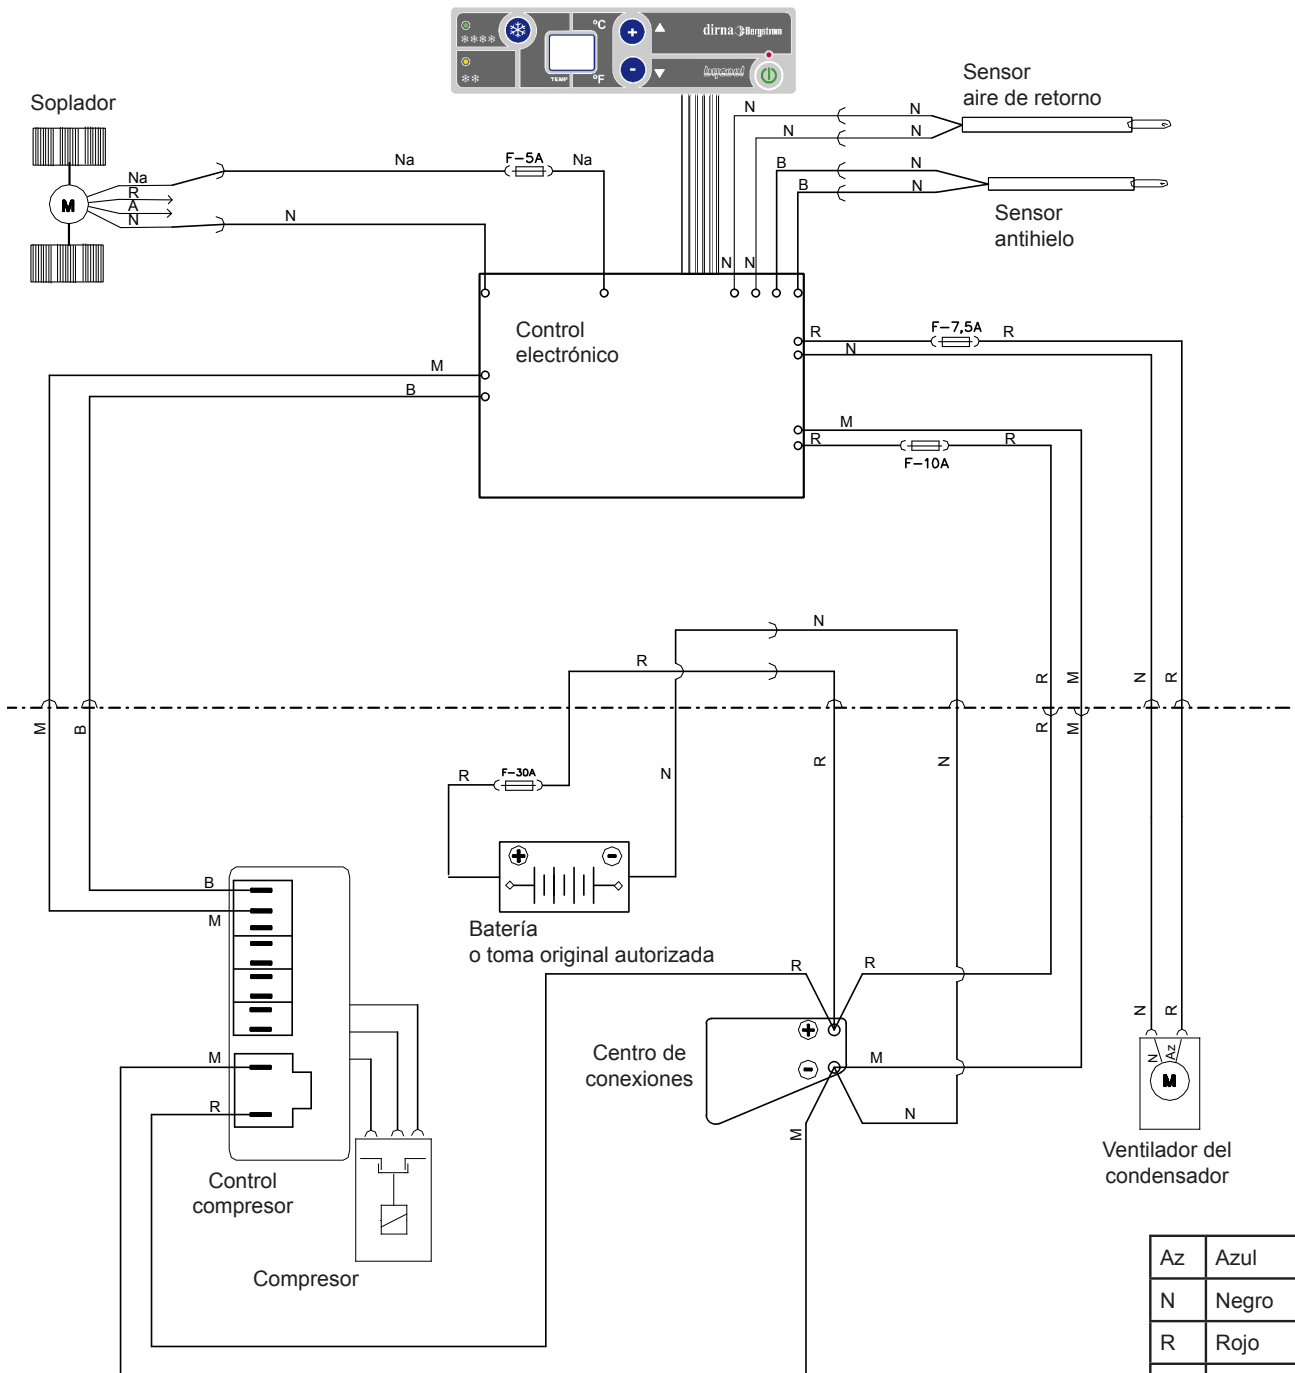 °C
+
dirna Bergstrom
TEMP
°F
-
bycool
Sensor
aire de retorno
Soplador
N
N
N
N
Na
F-5A
Na
B
N
B
N
Na
R
A
N
M
N
Sensor
antihielo
N
N
Control
electrónico
R
F-7,5A
R
N
M
B
M
R
F-10A
R
N
R
R
M
N
R
M
B
R
M
R
N
R
F-30A
N
+
-
Batería
o toma original autorizada
B
M
R
R
N
R
+
-
M
Centro de
conexiones
M
R
N
M
N
Az
M
Ventilador del
condensador
Control
compresor
Compresor
Az Azul
N Negro
R Rojo